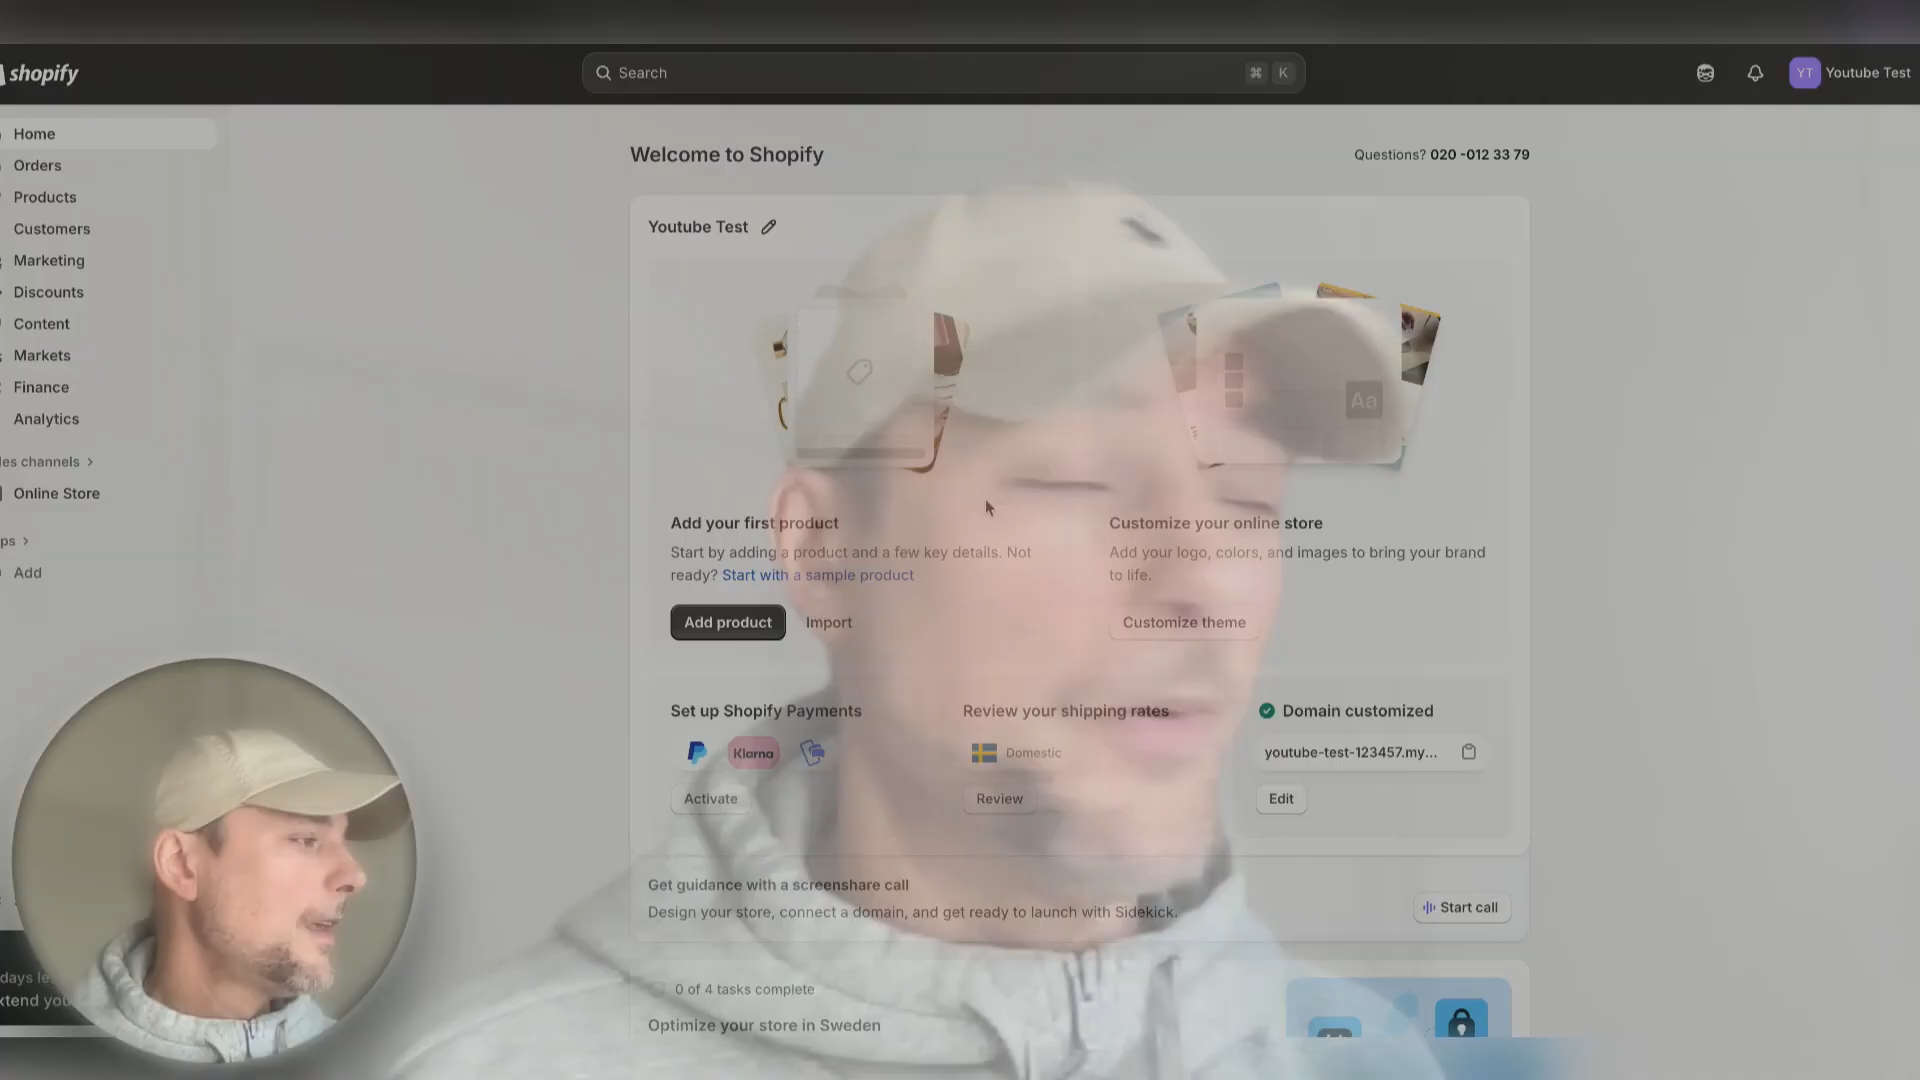 shopify
Search
⌘ K
YT Youtube Test
Home
Orders
Products
Customers
Marketing
Discounts
Content
Markets
Finance
Analytics
les channels >
Online Store
ps >
Add
days le
xtend you
Welcome to Shopify
Questions? 020 -012 33 79
Youtube Test
Aa
Add your first product
Start by adding a product and a few key details. Not
ready? Start with a sample product
Add product
Import
Customize your online store
Add your logo, colors, and images to bring your brand
to life.
Customize theme
Set up Shopify Payments
Klarna
Activate
Review your shipping rates
Domestic
Review
Domain customized
youtube-test-123457.my...
Edit
Get guidance with a screenshare call
Design your store, connect a domain, and get ready to launch with Sidekick.
Start call
0 of 4 tasks complete
Optimize your store in Sweden